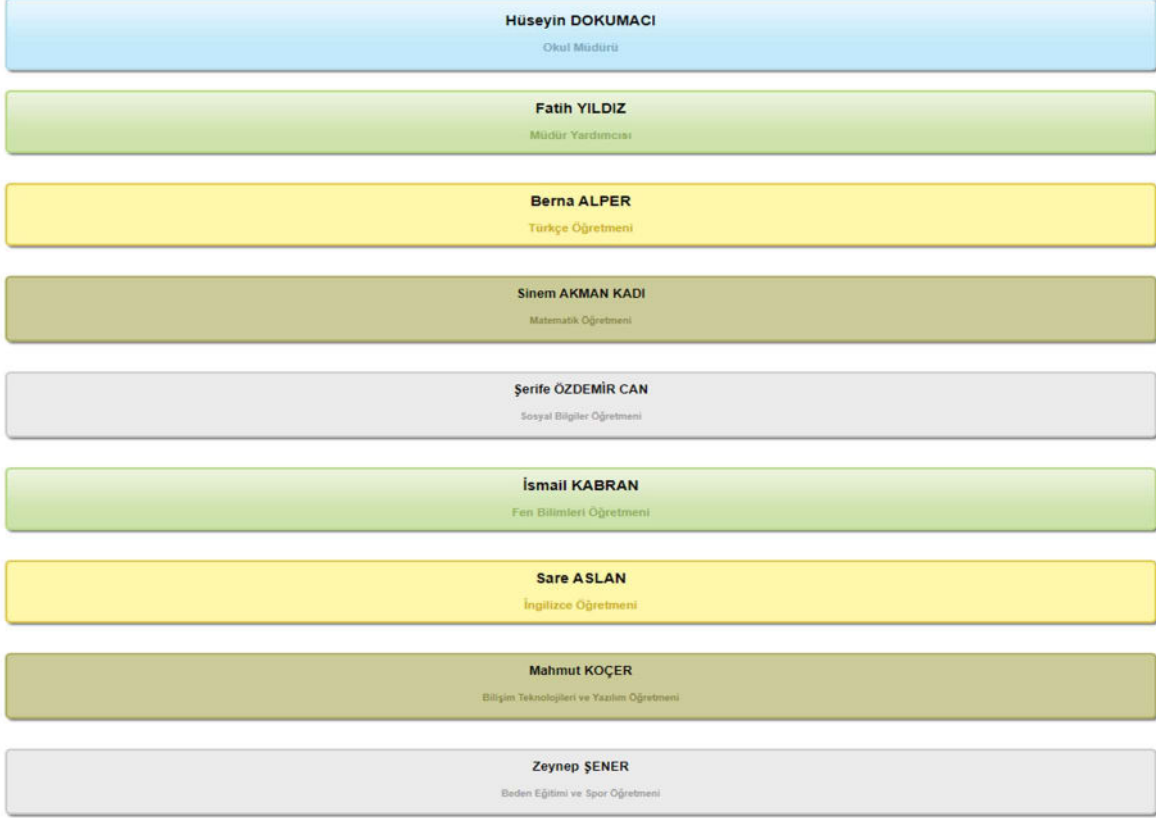 Hüseyin DOKUMACI
Okul Müdürü
Fatih YILDIZ
Müdür Yardımcısı
Berna ALPER
Türkçe Öğretmeni
Sinem AKMAN KADI
Matematik Öğretmeni
Şerife ÖZDEMİR CAN
Sosyal Bilgiler Öğretmeni
İsmail KABRAN
Fen Bilimleri Öğretmeni
Sare ASLAN
İngilizce Öğretmeni
Mahmut KOÇER
Bilişim Teknolojileri ve Yazılım Öğretmeni
Zeynep ŞENER
Beden Eğitimi ve Spor Öğretmeni